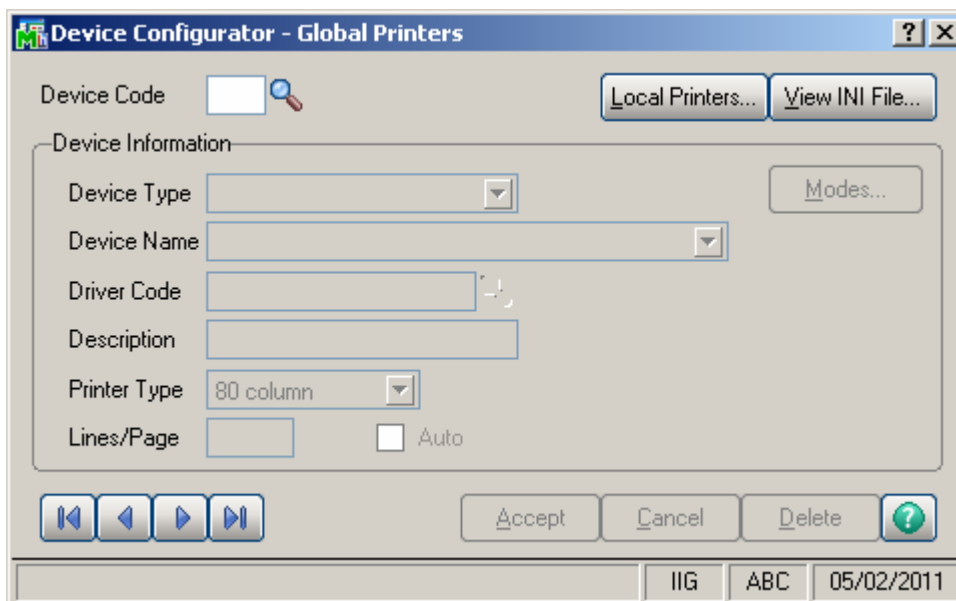 Device Configurator - Global Printers ?
Device Code Local Printers... View INI File...
Device Information
Device Type Modes...
Device Name
Driver Code
Description
Printer Type 80 column
Lines/Page Auto
Accept Cancel Delete ?
IIG ABC 05/02/2011